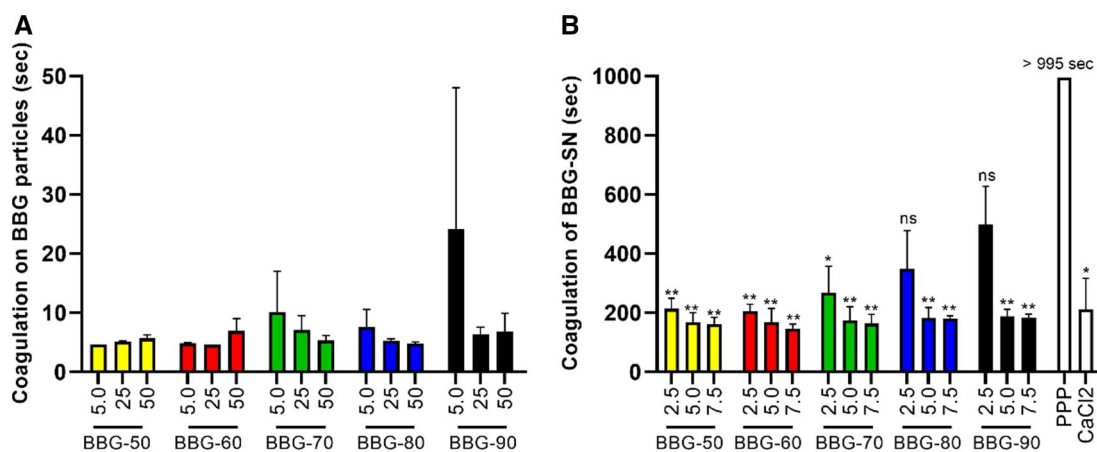 A
Coagulation on BBG particles (sec)
50
40
30
20
10
0
5.0 25 50 5.0 25 50 5.0 25 50 5.0 25 50 5.0 25 50
BBG-50 BBG-60 BBG-70 BBG-80 BBG-90
B
Coagulation of BBG-SN (sec)
> 995 sec
1000
800
600
400
200
0
ns
ns
*
*
** ** ** ** ** ** ** ** ** ** ** ** **
2.5 5.0 7.5 2.5 5.0 7.5 2.5 5.0 7.5 2.5 5.0 7.5 2.5 5.0 7.5 PPP CaCl2
BBG-50 BBG-60 BBG-70 BBG-80 BBG-90